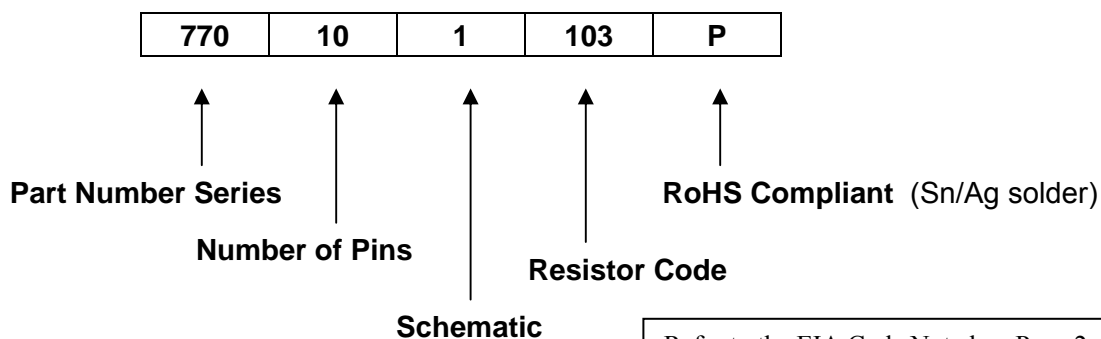 770 10 1 103 P
Part Number Series
RoHS Compliant (Sn/Ag solder)
Number of Pins
Resistor Code
Schematic